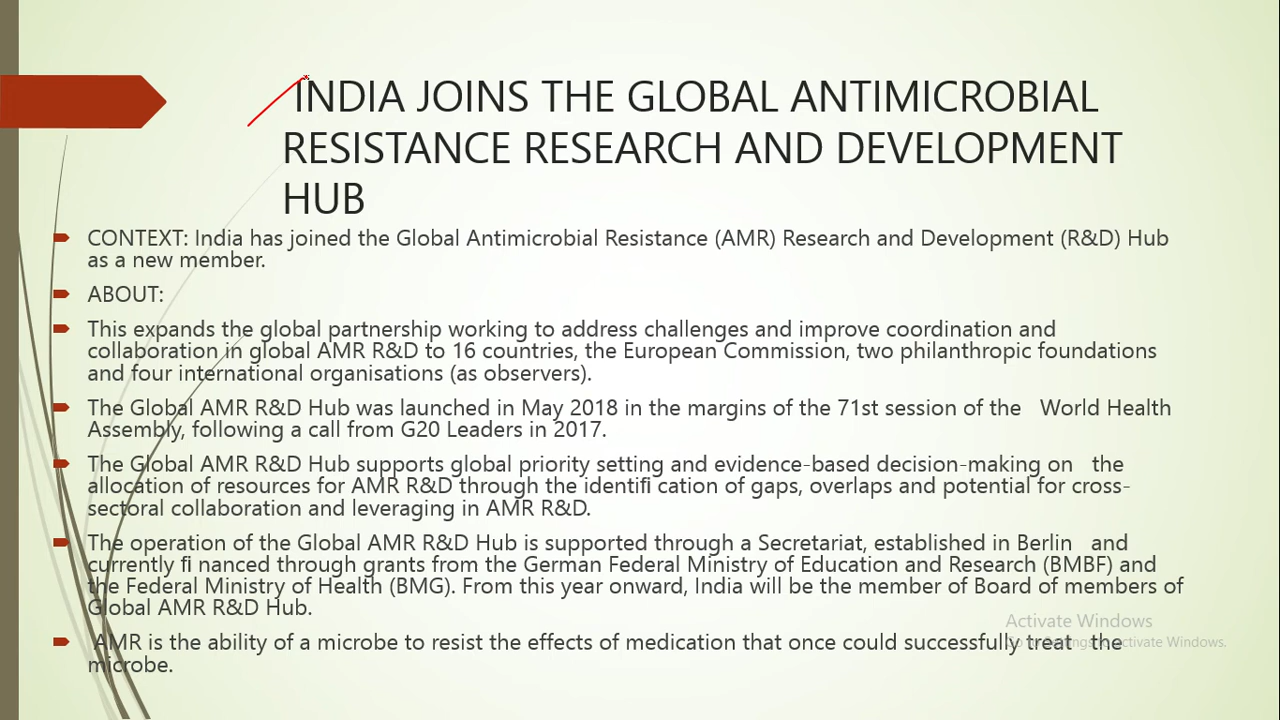 INDIA JOINS THE GLOBAL ANTIMICROBIAL
RESISTANCE RESEARCH AND DEVELOPMENT
HUB
CONTEXT: India has joined the Global Antimicrobial Resistance (AMR) Research and Development (R&D) Hub
as a new member.
ABOUT:
This expands the global partnership working to address challenges and improve coordination and
collaboration in global AMR R&D to 16 countries, the European Commission, two philanthropic foundations
and four international organisations (as observers).
The Global AMR R&D Hub was launched in May 2018 in the margins of the 71st session of the World Health
Assembly, following a call from G20 Leaders in 2017.
The Global AMR R&D Hub supports global priority setting and evidence-based decision-making on the
allocation of resources for AMR R&D through the identifi cation of gaps, overlaps and potential for cross-
sectoral collaboration and leveraging in AMR R&D.
The operation of the Global AMR R&D Hub is supported through a Secretariat, established in Berlin and
currently fi nanced through grants from the German Federal Ministry of Education and Research (BMBF) and
the Federal Ministry of Health (BMG). From this year onward, India will be the member of Board of members of
Global AMR R&D Hub.
AMR is the ability of a microbe to resist the effects of medication that once could successfully treat the
microbe.
Activate Windows
Go to Settings to activate Windows.